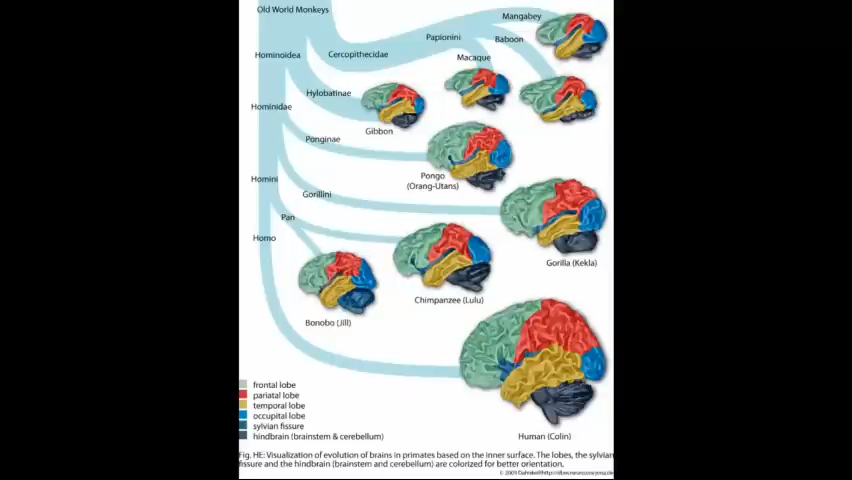 Old World Monkeys
Mangabey
Papionini
Baboon
Hominoidea
Cercopithecidae
Macaque
Hylobatinae
Hominidae
Gibbon
Ponginae
Pongo
(Orang-Utans)
Homini
Gorillini
Pan
Homo
Gorilla (Kekla)
Chimpanzee (Lulu)
Bonobo (Jill)
frontal lobe
pariatal lobe
temporal lobe
occupital lobe
sylvian fissure
hindbrain (brainstem & cerebellum)
Human (Colin)
Fig. HE: Visualization of evolution of brains in primates based on the inner surface. The lobes, the sylvian
fissure and the hindbrain (brainstem and cerebellum) are colorized for better orientation.